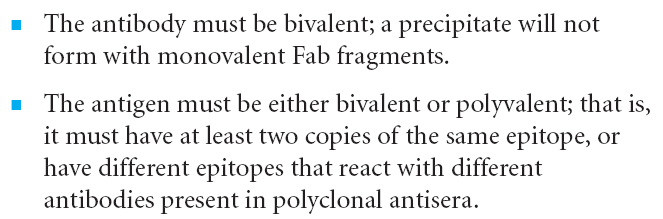 The antibody must be bivalent; a precipitate will not
form with monovalent Fab fragments.
The antigen must be either bivalent or polyvalent; that is,
it must have at least two copies of the same epitope, or
have different epitopes that react with different
antibodies present in polyclonal antisera.